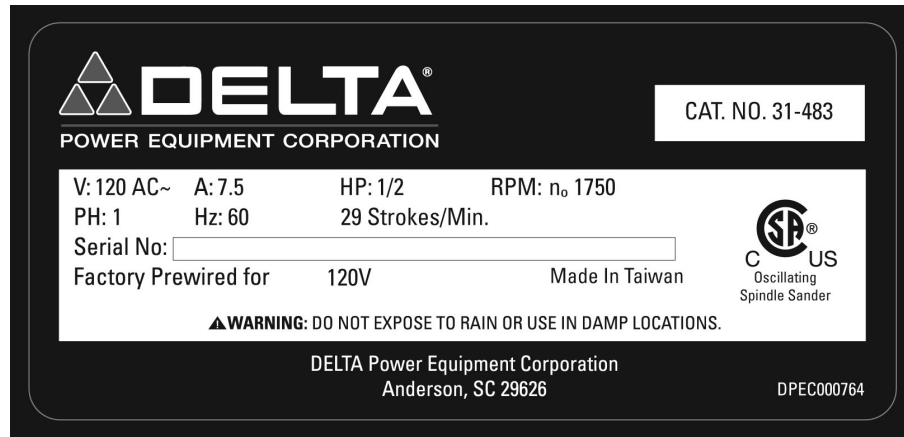 DELTA®
POWER EQUIPMENT CORPORATION
CAT. NO. 31-483
V: 120 AC~ A: 7.5 HP: 1/2 RPM: nₒ 1750
PH: 1 Hz: 60 29 Strokes/Min.
Serial No:
Factory Prewired for 120V Made In Taiwan
SA®
C US
Oscillating
Spindle Sander
⚠WARNING: DO NOT EXPOSE TO RAIN OR USE IN DAMP LOCATIONS.
DELTA Power Equipment Corporation
Anderson, SC 29626
DPEC000764